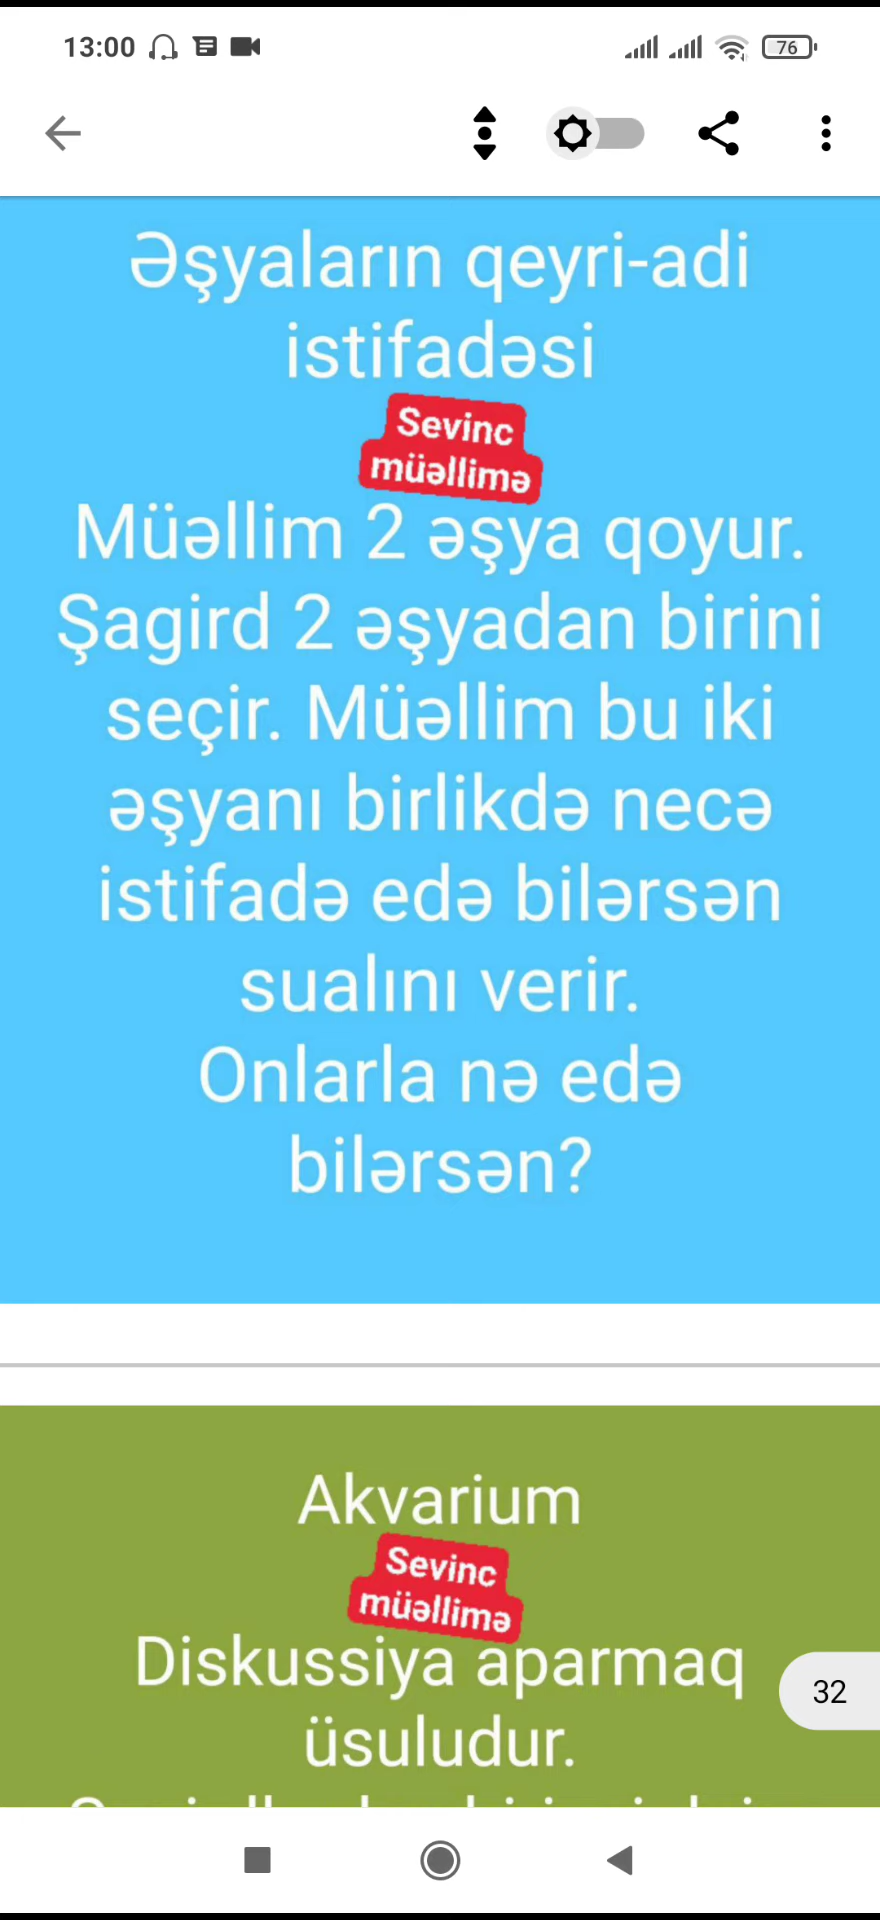 13:00
76
Əşyaların qeyri-adi
istifadəsi
Sevinc
müəllimə
Müəllim 2 əşya qoyur.
Şagird 2 əşyadan birini
seçir. Müəllim bu iki
əşyanı birlikdə necə
istifadə edə bilərsən
sualını verir.
Onlarla nə edə
bilərsən?
Akvarium
Sevinc
müəllimə
Diskussiya aparmaq
32
üsuludur.